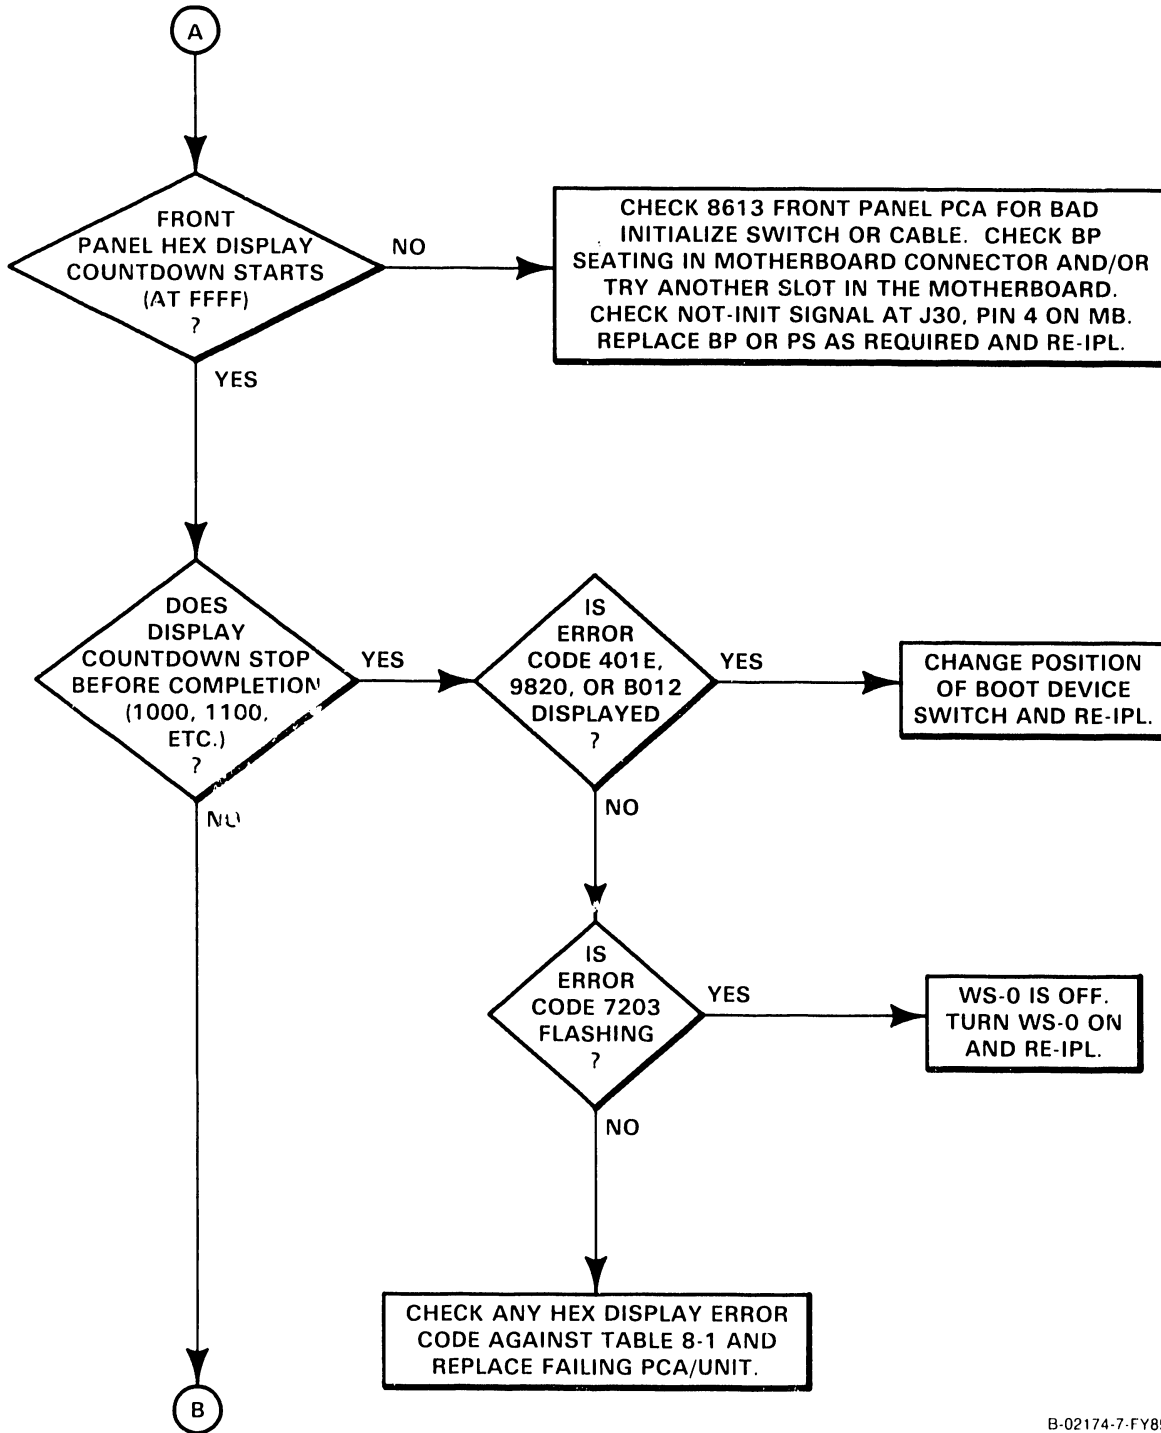 A
FRONT
PANEL HEX DISPLAY
COUNTDOWN STARTS
(AT FFFF)
?
NO
CHECK 8613 FRONT PANEL PCA FOR BAD
INITIALIZE SWITCH OR CABLE. CHECK BP
SEATING IN MOTHERBOARD CONNECTOR AND/OR
TRY ANOTHER SLOT IN THE MOTHERBOARD.
CHECK NOT-INIT SIGNAL AT J30, PIN 4 ON MB.
REPLACE BP OR PS AS REQUIRED AND RE-IPL.
YES
DOES
DISPLAY
COUNTDOWN STOP
BEFORE COMPLETION
(1000, 1100,
ETC.)
?
YES
IS
ERROR
CODE 401E,
9820, OR B012
DISPLAYED
?
YES
CHANGE POSITION
OF BOOT DEVICE
SWITCH AND RE-IPL.
NO
NO
IS
ERROR
CODE 7203
FLASHING
?
YES
WS-0 IS OFF.
TURN WS-0 ON
AND RE-IPL.
NO
CHECK ANY HEX DISPLAY ERROR
CODE AGAINST TABLE 8-1 AND
REPLACE FAILING PCA/UNIT.
B